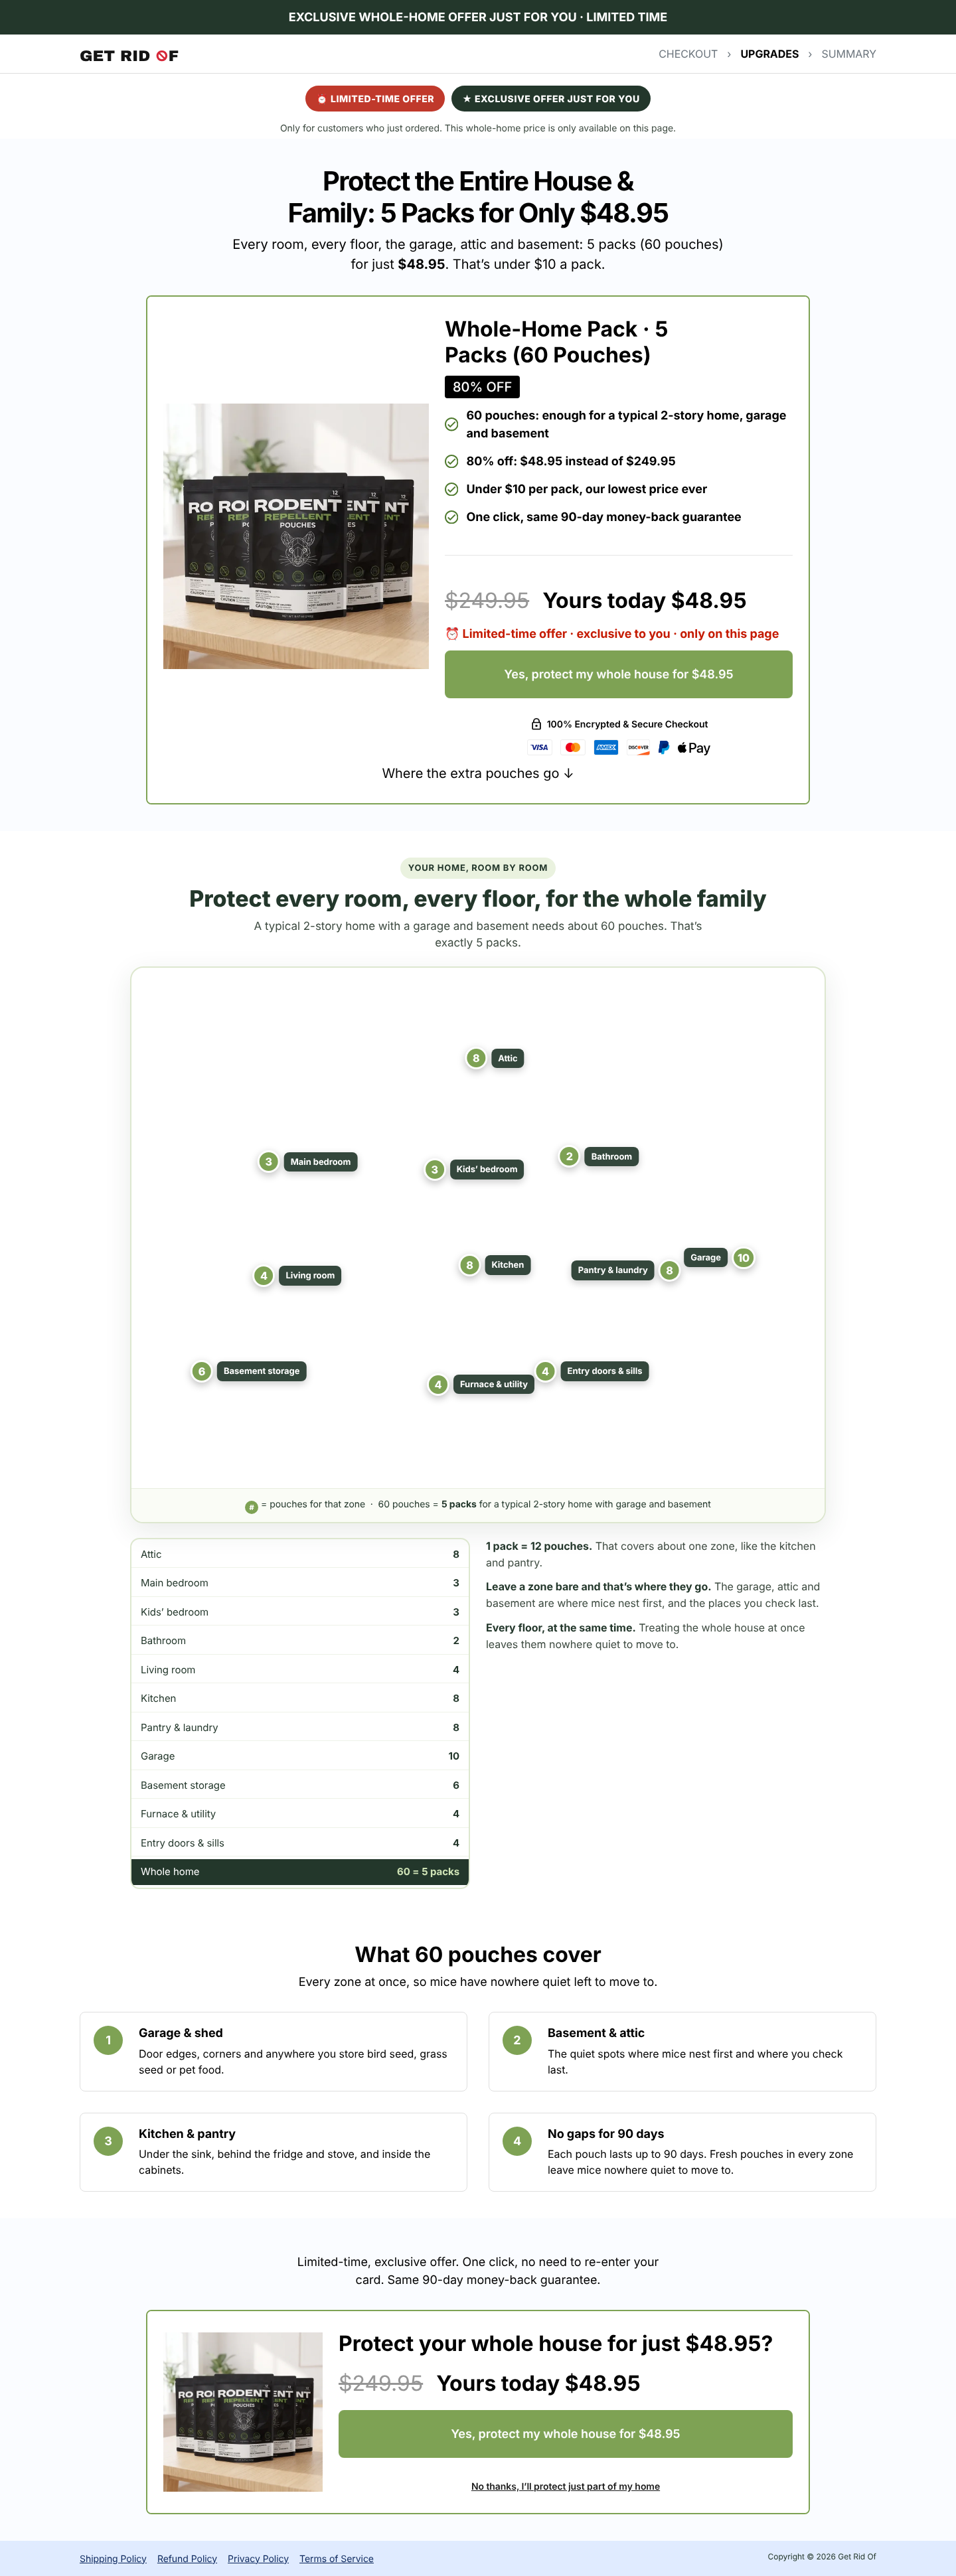 EXCLUSIVE WHOLE-HOME OFFER JUST FOR YOU · LIMITED TIME
GET RID OF
CHECKOUT › UPGRADES › SUMMARY
⏰ LIMITED-TIME OFFER
★ EXCLUSIVE OFFER JUST FOR YOU
Only for customers who just ordered. This whole-home price is only available on this page.
Protect the Entire House &
Family: 5 Packs for Only $48.95
Every room, every floor, the garage, attic and basement: 5 packs (60 pouches)
for just $48.95. That’s under $10 a pack.
Whole-Home Pack · 5
Packs (60 Pouches)
80% OFF
60 pouches: enough for a typical 2-story home, garage
and basement
80% off: $48.95 instead of $249.95
Under $10 per pack, our lowest price ever
One click, same 90-day money-back guarantee
RODENT
REPELLENT
POUCHES
12
CAUTION
$249.95 Yours today $48.95
⏰ Limited-time offer · exclusive to you · only on this page
Yes, protect my whole house for $48.95
100% Encrypted & Secure Checkout
VISA
AMEX
DISCOVER
Pay
Where the extra pouches go ↓
YOUR HOME, ROOM BY ROOM
Protect every room, every floor, for the whole family
A typical 2-story home with a garage and basement needs about 60 pouches. That’s
exactly 5 packs.
8 Attic
3 Main bedroom
3 Kids’ bedroom
2 Bathroom
4 Living room
8 Kitchen
Pantry & laundry 8
Garage 10
6 Basement storage
4 Furnace & utility
4 Entry doors & sills
# = pouches for that zone · 60 pouches = 5 packs for a typical 2-story home with garage and basement
Attic 8
Main bedroom 3
Kids’ bedroom 3
Bathroom 2
Living room 4
Kitchen 8
Pantry & laundry 8
Garage 10
Basement storage 6
Furnace & utility 4
Entry doors & sills 4
Whole home 60 = 5 packs
1 pack = 12 pouches. That covers about one zone, like the kitchen
and pantry.
Leave a zone bare and that’s where they go. The garage, attic and
basement are where mice nest first, and the places you check last.
Every floor, at the same time. Treating the whole house at once
leaves them nowhere quiet to move to.
What 60 pouches cover
Every zone at once, so mice have nowhere quiet left to move to.
1
Garage & shed
Door edges, corners and anywhere you store bird seed, grass
seed or pet food.
2
Basement & attic
The quiet spots where mice nest first and where you check
last.
3
Kitchen & pantry
Under the sink, behind the fridge and stove, and inside the
cabinets.
4
No gaps for 90 days
Each pouch lasts up to 90 days. Fresh pouches in every zone
leave mice nowhere quiet to move to.
Limited-time, exclusive offer. One click, no need to re-enter your
card. Same 90-day money-back guarantee.
RODENT
REPELLENT
POUCHES
Protect your whole house for just $48.95?
$249.95 Yours today $48.95
Yes, protect my whole house for $48.95
No thanks, I’ll protect just part of my home
Shipping Policy Refund Policy Privacy Policy Terms of Service
Copyright © 2026 Get Rid Of